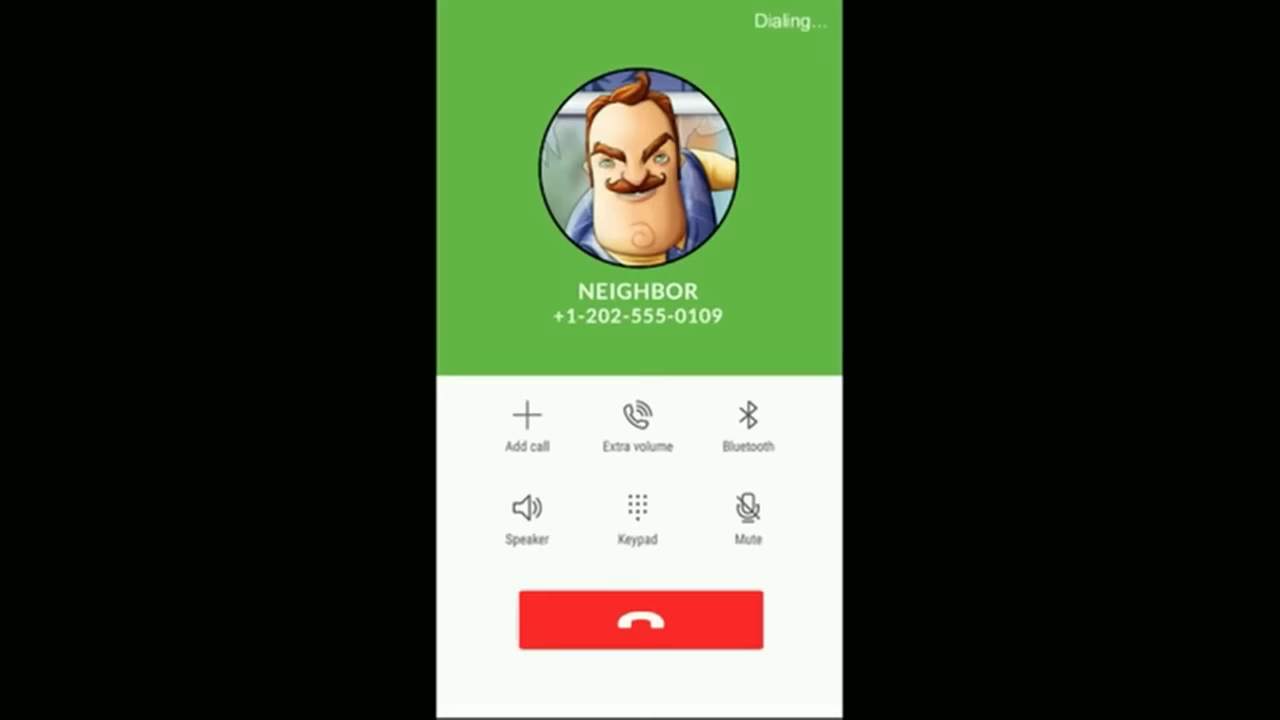 Dialing...
NEIGHBOR
+1-202-555-0109
Add call
Extra volume
Bluetooth
Speaker
Keypad
Mute